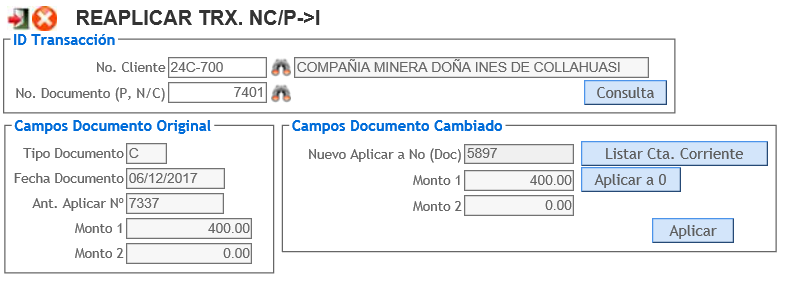 REAPLICAR TRX. NC/P->I
ID Transacción
No. Cliente 24C-700 COMPAÑIA MINERA DOÑA INES DE COLLAHUASI
No. Documento (P, N/C) 7401 Consulta
Campos Documento Original
Tipo Documento C
Fecha Documento 06/12/2017
Ant. Aplicar Nº 7337
Monto 1 400.00
Monto 2 0.00
Campos Documento Cambiado
Nuevo Aplicar a No (Doc) 5897 Listar Cta. Corriente
Monto 1 400.00 Aplicar a 0
Monto 2 0.00
Aplicar